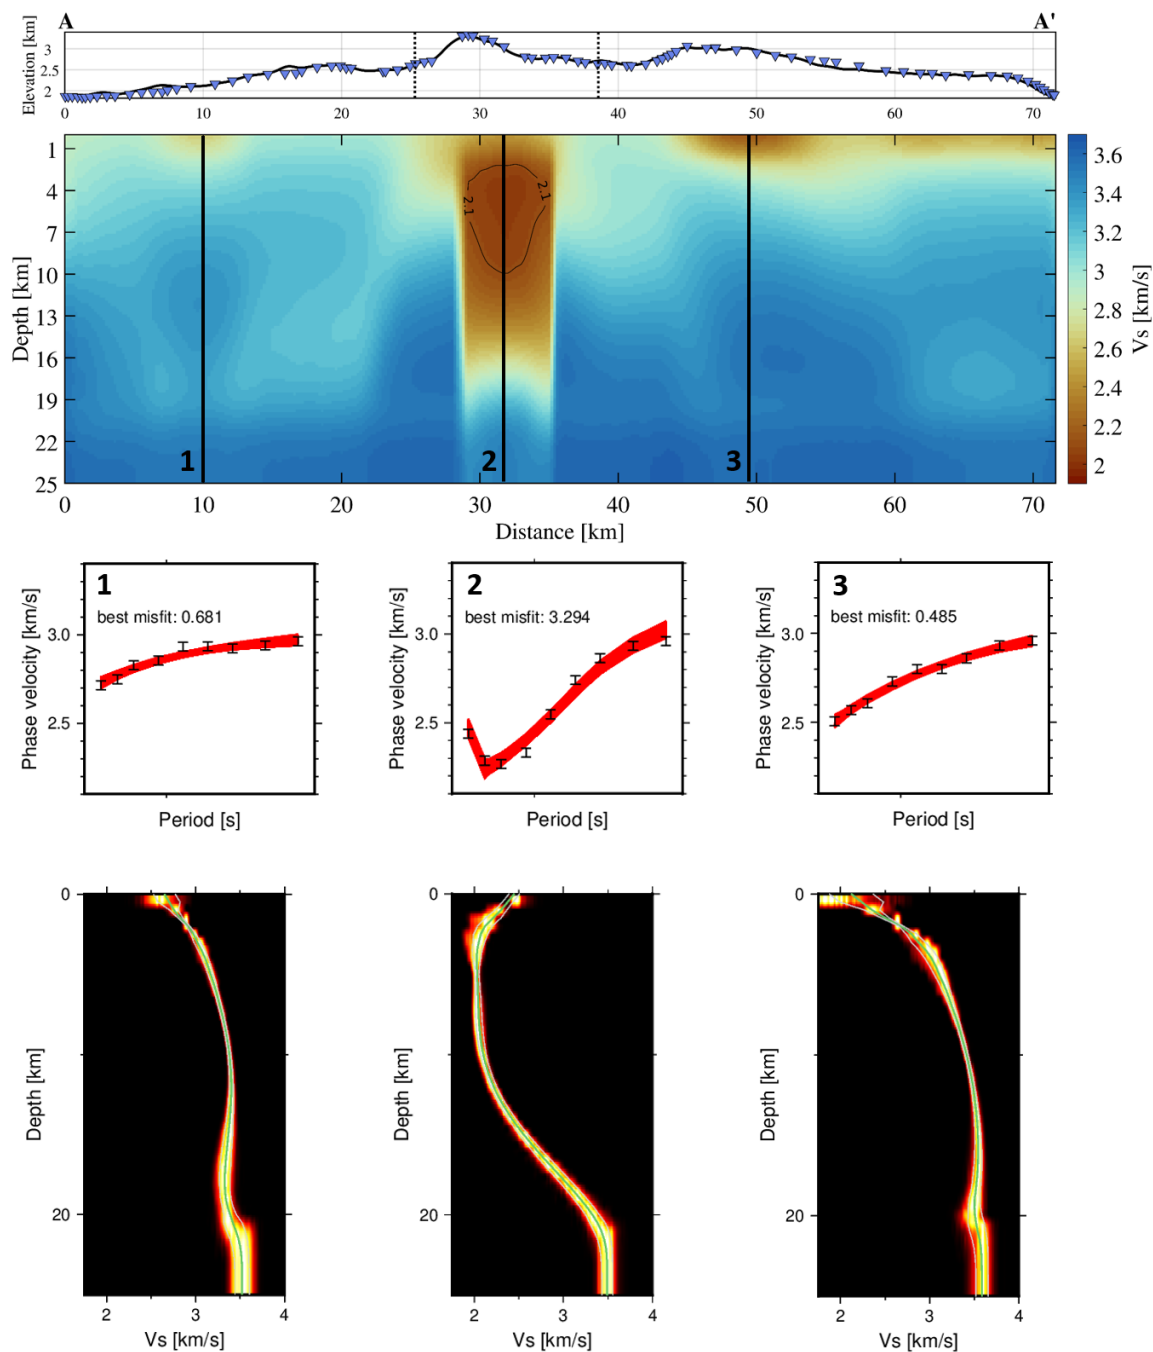 A A'
Elevation [km]
3
2.5
2
0 10 20 30 40 50 60 70
Depth [km]
1
4
7
10
13
16
19
22
25
2.1 2.1
1 2 3
0 10 20 30 40 50 60 70
Distance [km]
3.6
3.4
3.2
3
2.8
2.6
2.4
2.2
2
Vs [km/s]
1
best misfit: 0.681
Phase velocity [km/s]
3.0
2.5
Period [s]
2
best misfit: 3.294
Phase velocity [km/s]
3.0
2.5
Period [s]
3
best misfit: 0.485
Phase velocity [km/s]
3.0
2.5
Period [s]
0
20
Depth [km]
2 3 4
Vs [km/s]
0
20
Depth [km]
2 3 4
Vs [km/s]
0
20
Depth [km]
2 3 4
Vs [km/s]